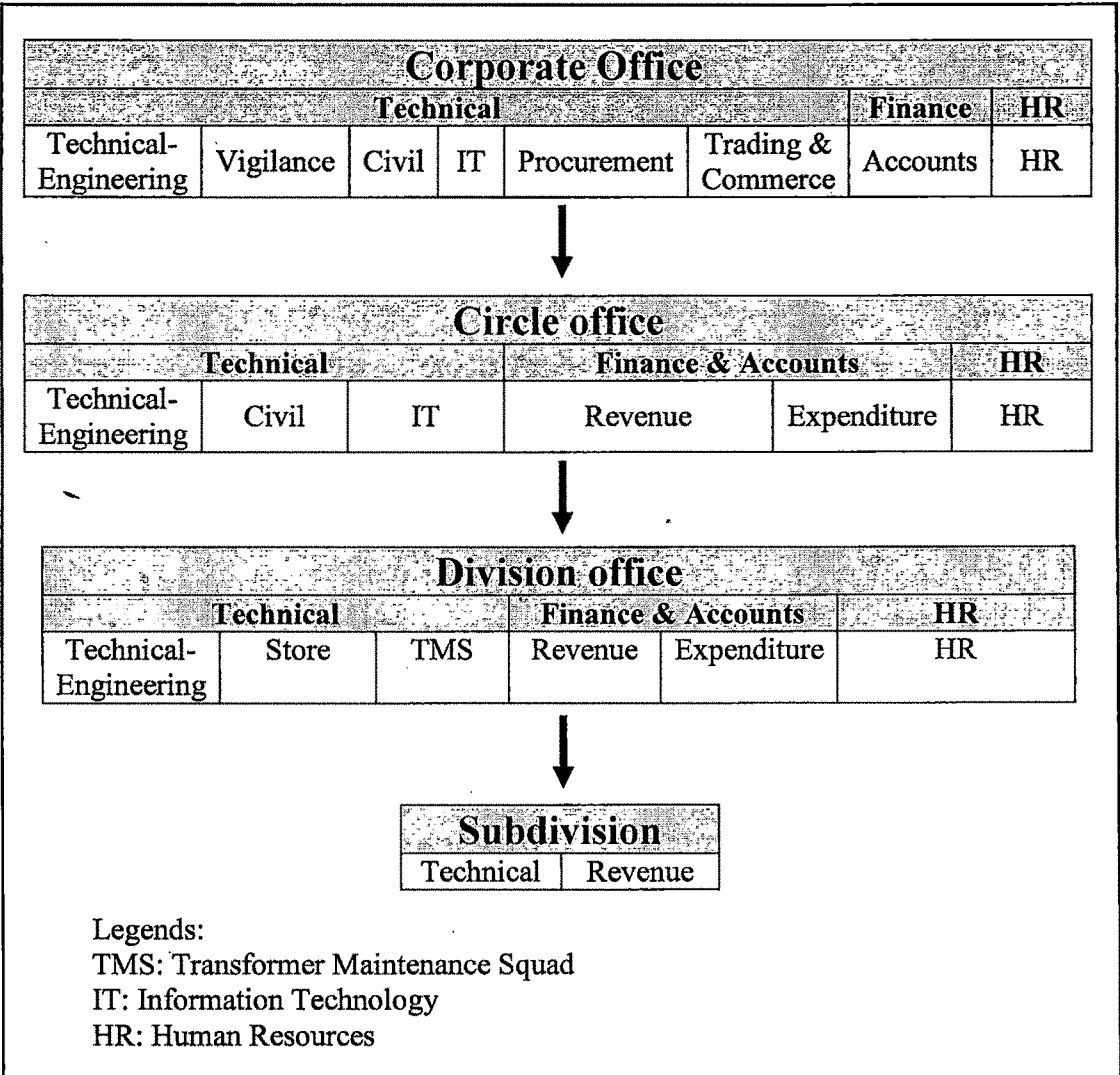 Corporate Office
Technical Finance HR
Technical-Engineering Vigilance Civil IT Procurement Trading & Commerce Accounts HR
Circle office
Technical Finance & Accounts HR
Technical-Engineering Civil IT Revenue Expenditure HR
Division office
Technical Finance & Accounts HR
Technical-Engineering Store TMS Revenue Expenditure HR
Subdivision
Technical Revenue
Legends:
TMS: Transformer Maintenance Squad
IT: Information Technology
HR: Human Resources